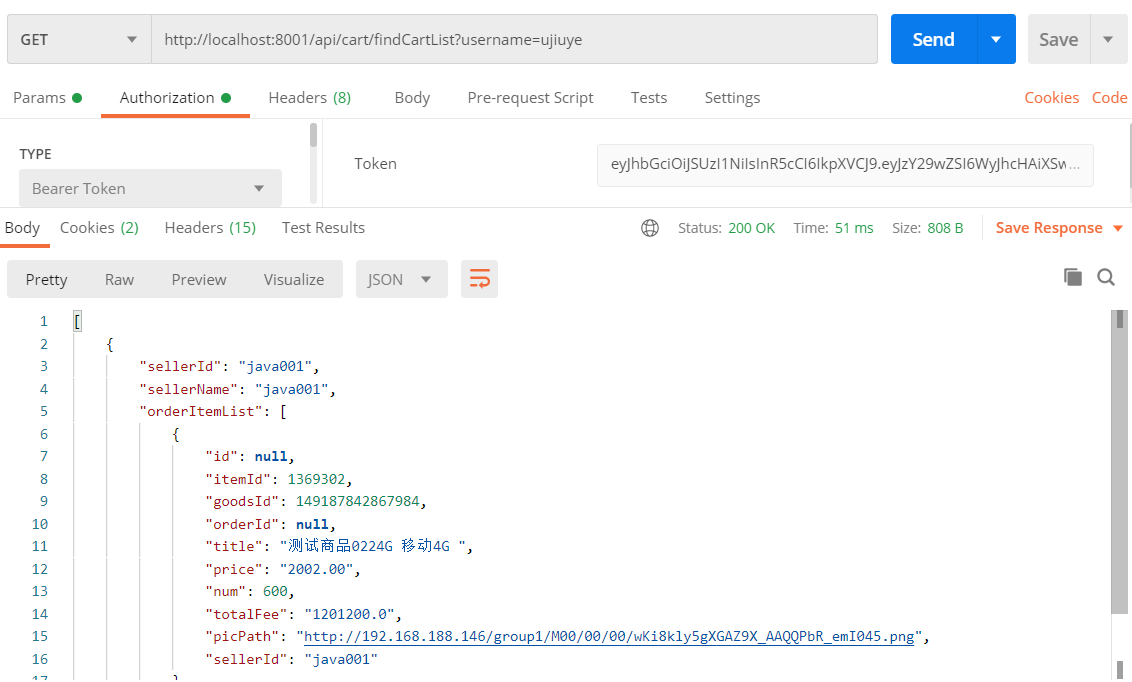 GET http://localhost:8001/api/cart/findCartList?username=ujiuye Send Save
Params Authorization Headers (8) Body Pre-request Script Tests Settings Cookies Code
TYPE
Bearer Token
Token eyJhbGciOiJSUzI1NiIsInR5cCI6IkpXVCJ9.eyJzY29wZSI6WyJhcHAiXSw...
Body Cookies (2) Headers (15) Test Results Status: 200 OK Time: 51 ms Size: 808 B Save Response
Pretty Raw Preview Visualize JSON
1 [
2 {
3 "sellerId": "java001",
4 "sellerName": "java001",
5 "orderItemList": [
6 {
7 "id": null,
8 "itemId": 1369302,
9 "goodsId": 149187842867984,
10 "orderId": null,
11 "title": "测试商品0224G 移动4G ",
12 "price": "2002.00",
13 "num": 600,
14 "totalFee": "1201200.0",
15 "picPath": "http://192.168.188.146/group1/M00/00/00/wKi8kly5gXGAZ9X_AAQQPbR_emI045.png",
16 "sellerId": "java001"
17 }